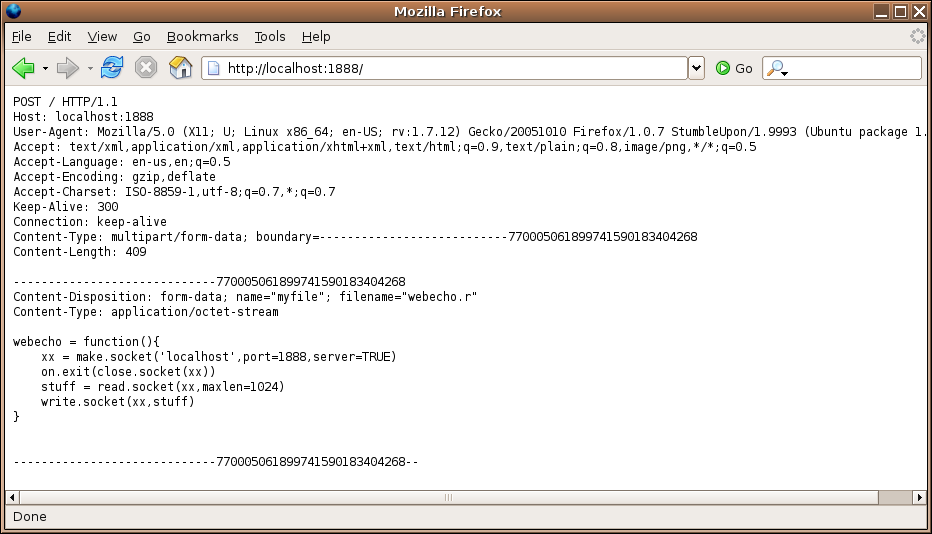 Mozilla Firefox
File Edit View Go Bookmarks Tools Help
http://localhost:1888/ Go
POST / HTTP/1.1
Host: localhost:1888
User-Agent: Mozilla/5.0 (X11; U; Linux x86_64; en-US; rv:1.7.12) Gecko/20051010 Firefox/1.0.7 StumbleUpon/1.9993 (Ubuntu package 1.
Accept: text/xml,application/xml,application/xhtml+xml,text/html;q=0.9,text/plain;q=0.8,image/png,*/*;q=0.5
Accept-Language: en-us,en;q=0.5
Accept-Encoding: gzip,deflate
Accept-Charset: ISO-8859-1,utf-8;q=0.7,*;q=0.7
Keep-Alive: 300
Connection: keep-alive
Content-Type: multipart/form-data; boundary=---------------------------770005061899741590183404268
Content-Length: 409
-----------------------------770005061899741590183404268
Content-Disposition: form-data; name="myfile"; filename="webecho.r"
Content-Type: application/octet-stream
webecho = function(){
    xx = make.socket('localhost',port=1888,server=TRUE)
    on.exit(close.socket(xx))
    stuff = read.socket(xx,maxlen=1024)
    write.socket(xx,stuff)
}
-----------------------------770005061899741590183404268--
Done